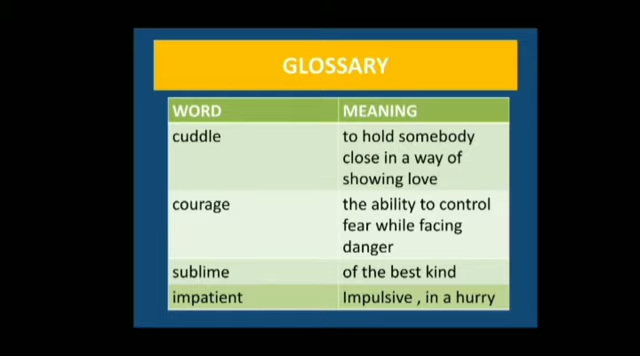 GLOSSARY
WORD MEANING
cuddle to hold somebody
close in a way of
showing love
courage the ability to control
fear while facing
danger
sublime of the best kind
impatient Impulsive , in a hurry